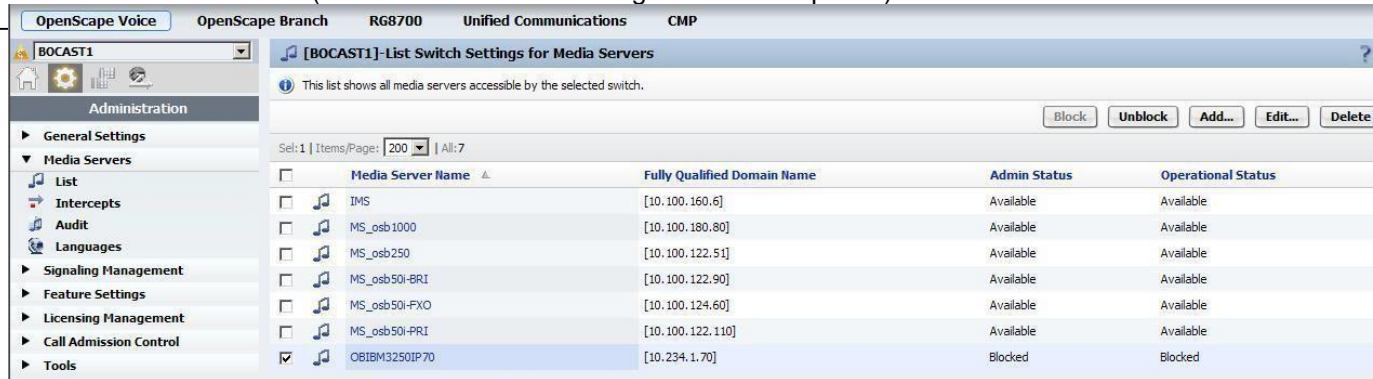 OpenScape Voice OpenScape Branch RG8700 Unified Communications CMP
BOCAST1
[BOCAST1]-List Switch Settings for Media Servers ?
This list shows all media servers accessible by the selected switch.
Administration
Block Unblock Add... Edit... Delete
General Settings
Sel:1 | Items/Page: 200 | All:7
Media Servers
Media Server Name Fully Qualified Domain Name Admin Status Operational Status
List
IMS [10.100.160.6] Available Available
Intercepts
MS_osb1000 [10.100.180.80] Available Available
Audit
Languages
MS_osb250 [10.100.122.51] Available Available
Signaling Management
MS_osb50i-BRI [10.100.122.90] Available Available
Feature Settings
MS_osb50i-FXO [10.100.124.60] Available Available
Licensing Management
MS_osb50i-PRI [10.100.122.110] Available Available
Call Admission Control
OBIBM3250IP70 [10.234.1.70] Blocked Blocked
Tools